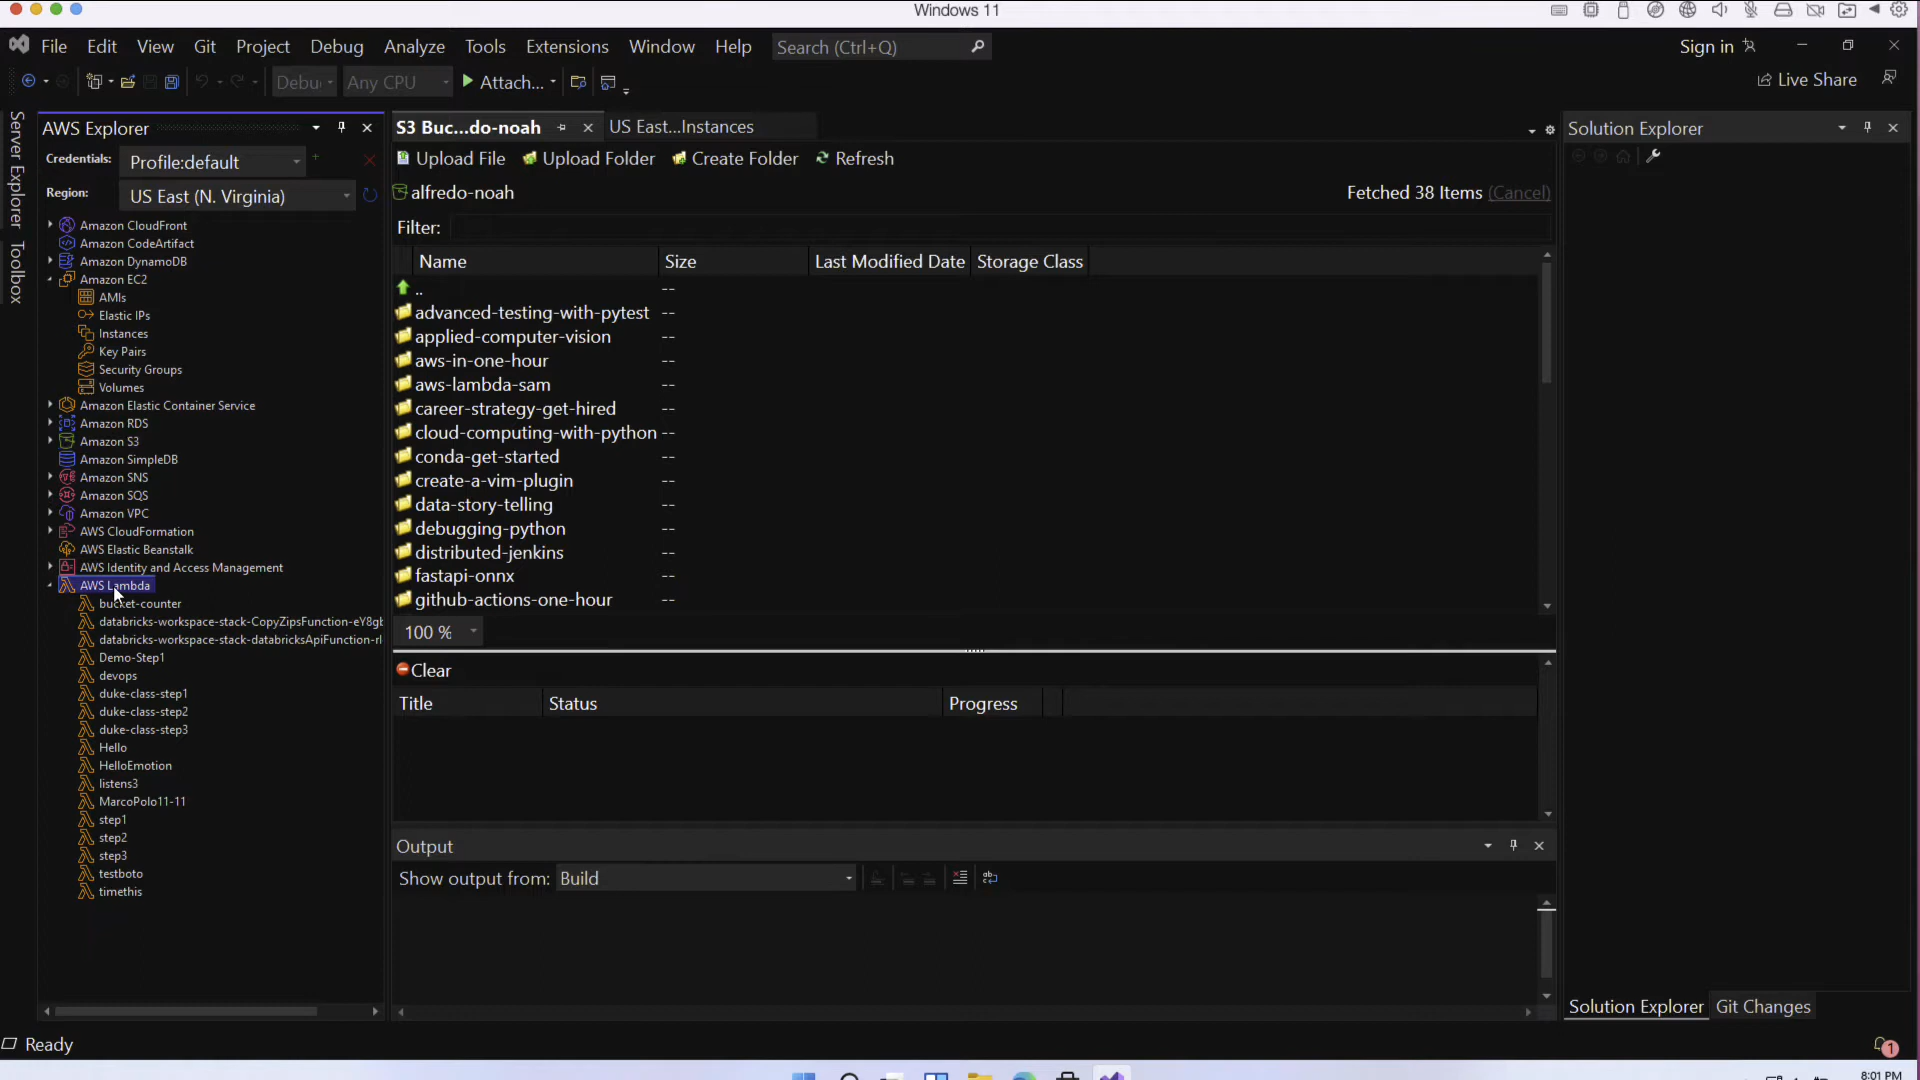 Windows 11
File Edit View Git Project Debug Analyze Tools Extensions Window Help Search (Ctrl+Q) Sign in
Any CPU Attach... Live Share
Server Explorer
Toolbox
AWS Explorer
Credentials: Profile:default
Region: US East (N. Virginia)
Amazon CloudFront
Amazon CodeArtifact
Amazon DynamoDB
Amazon EC2
AMIs
Elastic IPs
Instances
Key Pairs
Security Groups
Volumes
Amazon Elastic Container Service
Amazon RDS
Amazon S3
Amazon SimpleDB
Amazon SNS
Amazon SQS
Amazon VPC
AWS CloudFormation
AWS Elastic Beanstalk
AWS Identity and Access Management
AWS Lambda
bucket-counter
databricks-workspace-stack-CopyZipsFunction-eY8gb
databricks-workspace-stack-databricksApiFunction-rl
Demo-Step1
devops
duke-class-step1
duke-class-step2
duke-class-step3
Hello
HelloEmotion
listens3
MarcoPolo11-11
step1
step2
step3
testboto
timethis
S3 Buc...do-noah US East...Instances
Upload File Upload Folder Create Folder Refresh
alfredo-noah Fetched 38 Items (Cancel)
Filter:
Name Size Last Modified Date Storage Class
.. --
advanced-testing-with-pytest --
applied-computer-vision --
aws-in-one-hour --
aws-lambda-sam --
career-strategy-get-hired --
cloud-computing-with-python --
conda-get-started --
create-a-vim-plugin --
data-story-telling --
debugging-python --
distributed-jenkins --
fastapi-onnx --
github-actions-one-hour --
100 %
Clear
Title Status Progress
Output
Show output from: Build
Solution Explorer
Solution Explorer Git Changes
Ready 1
8:01 PM